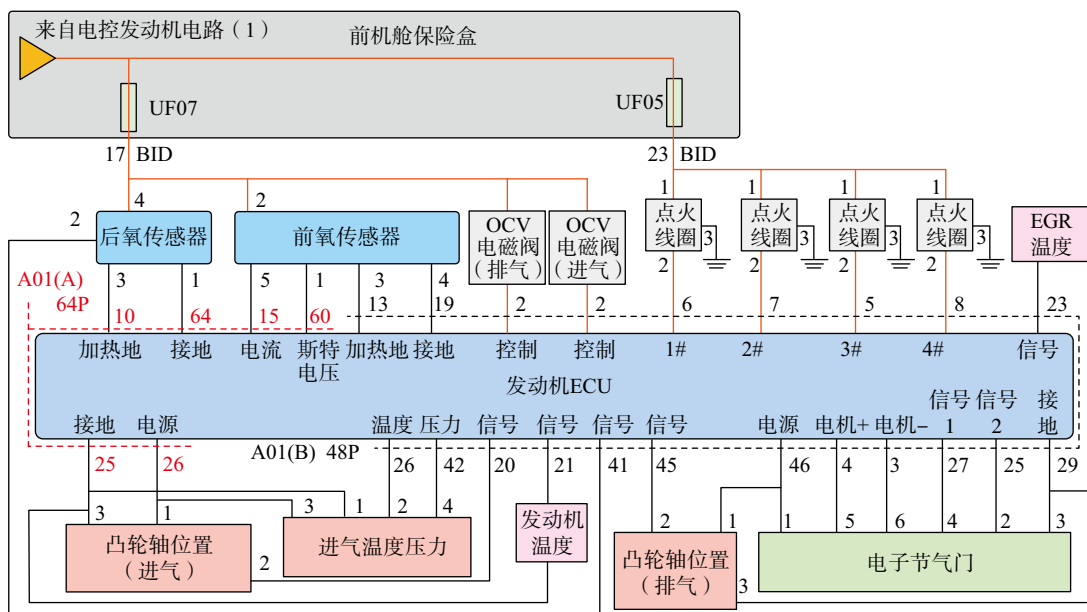 来自电控发动机电路（1）
前机舱保险盒
UF07
UF05
17 BID
23 BID
2
4
2
1
1
1
1
后氧传感器
前氧传感器
OCV
电磁阀
（排气）
OCV
电磁阀
（进气）
点火
线圈
3
点火
线圈
3
点火
线圈
3
点火
线圈
3
EGR
温度
2
2
2
2
3
1
5
1
3
4
A01(A)
64P
10
64
15
60
13
19
2
2
6
7
5
8
23
加热地
接地
电流
斯特
电压
加热地
接地
控制
控制
1#
2#
3#
4#
信号
发动机ECU
接地
电源
温度
压力
信号
信号
信号
信号
电源
电机+
电机−
信号
1
信号
2
接
地
A01(B) 48P
25
26
26
42
20
21
41
45
46
4
3
27
25
29
3
1
3
1
2
4
2
1
1
5
6
4
2
3
凸轮轴位置
（进气）
2
进气温度压力
发动机
温度
凸轮轴位置
（排气）
3
电子节气门